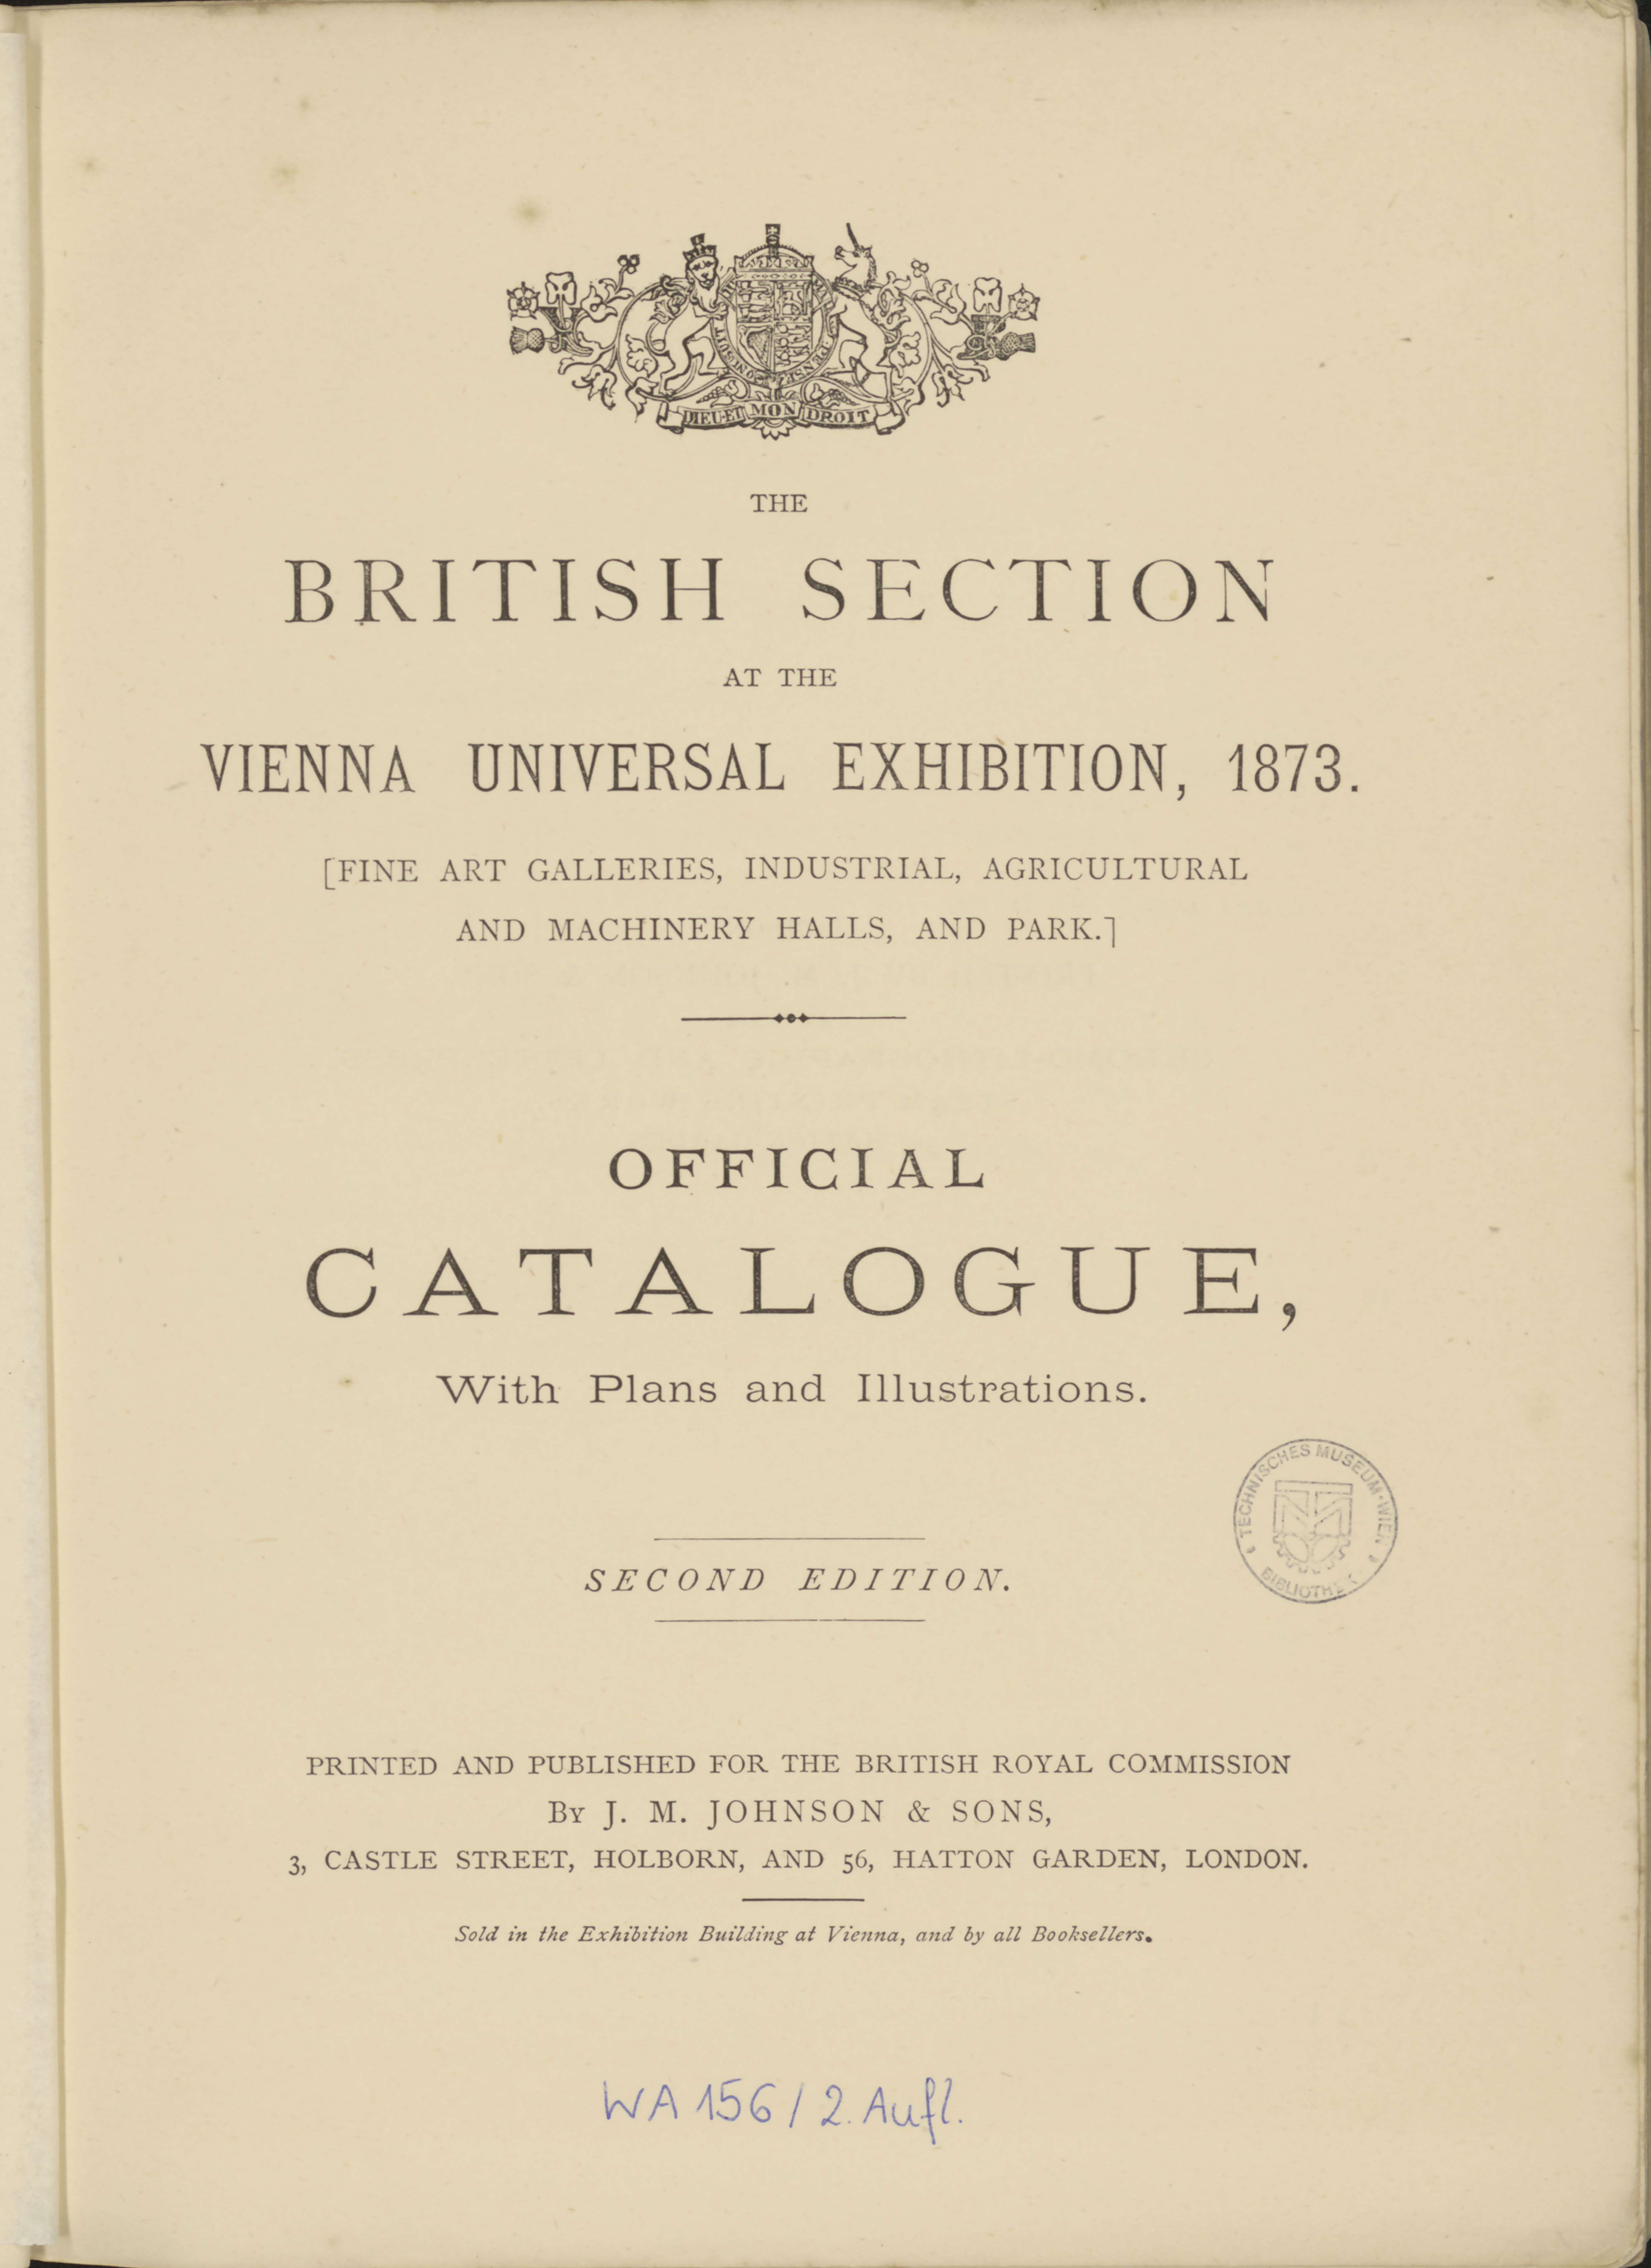 DIEU ET MON DROIT
THE
BRITISH SECTION
AT THE
VIENNA UNIVERSAL EXHIBITION, 1873.
[FINE ART GALLERIES, INDUSTRIAL, AGRICULTURAL
AND MACHINERY HALLS, AND PARK.]
OFFICIAL
CATALOGUE,
With Plans and Illustrations.
TECHNISCHES MUSEUM·WIEN
BIBLIOTHEK
SECOND EDITION.
PRINTED AND PUBLISHED FOR THE BRITISH ROYAL COMMISSION
By J. M. JOHNSON & SONS,
3, CASTLE STREET, HOLBORN, AND 56, HATTON GARDEN, LONDON.
Sold in the Exhibition Building at Vienna, and by all Booksellers.
WA 156 / 2. Aufl.